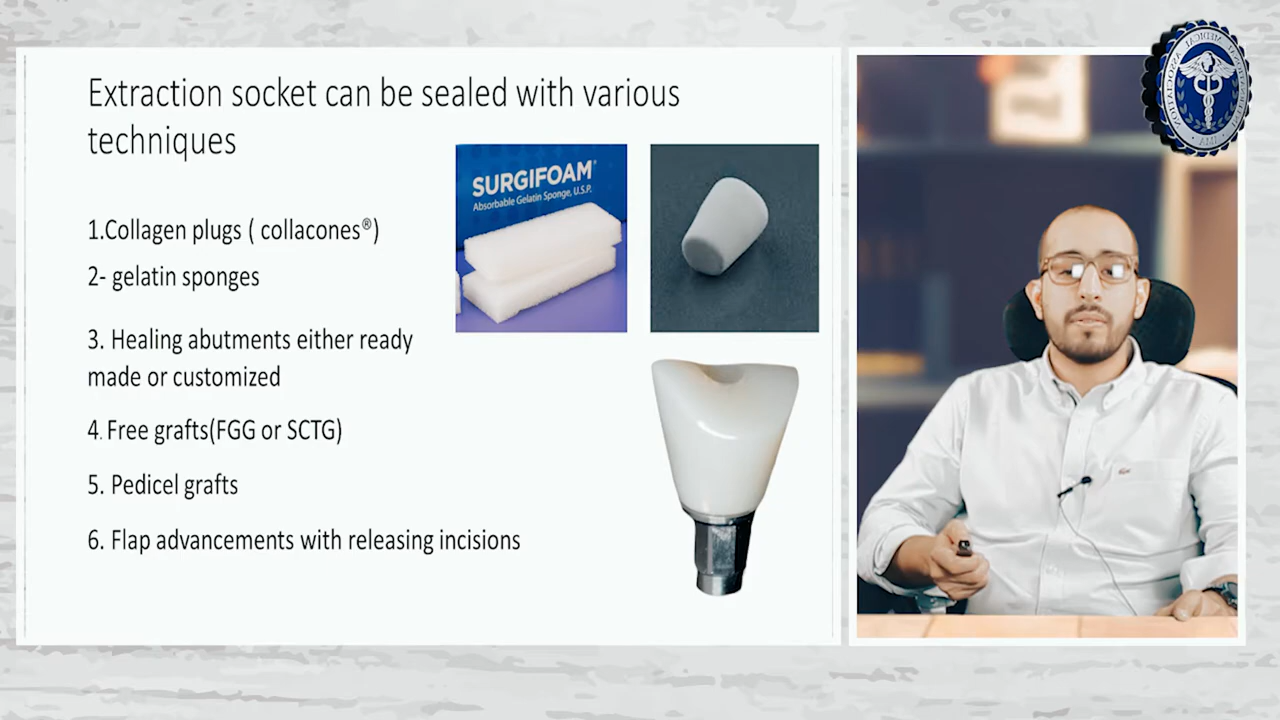 Extraction socket can be sealed with various
techniques
SURGIFOAM®
Absorbable Gelatin Sponge, U.S.P.
1.Collagen plugs ( collacones®)
2- gelatin sponges
3. Healing abutments either ready
made or customized
4. Free grafts(FGG or SCTG)
5. Pedicel grafts
6. Flap advancements with releasing incisions